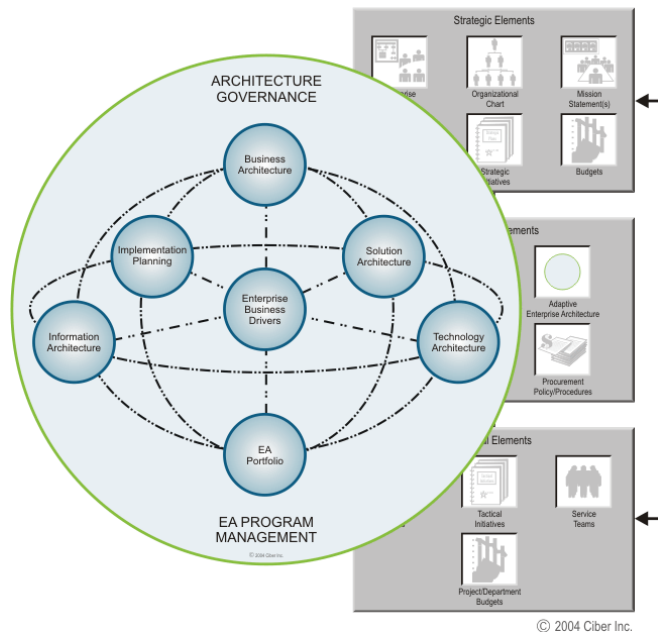 Strategic Elements
Organizational
Chart
Mission
Statement(s)
Strategic
Budgets
ARCHITECTURE
GOVERNANCE
Business
Architecture
Implementation
Planning
Solution
Architecture
Enterprise
Business
Drivers
Information
Architecture
Technology
Architecture
EA
Portfolio
EA PROGRAM
MANAGEMENT
© 2004 Ciber Inc.
Adaptive
Enterprise Architecture
Procurement
Policy/Procedures
Elements
Tactical
Initiatives
Service
Teams
Project/Department
Budgets
© 2004 Ciber Inc.